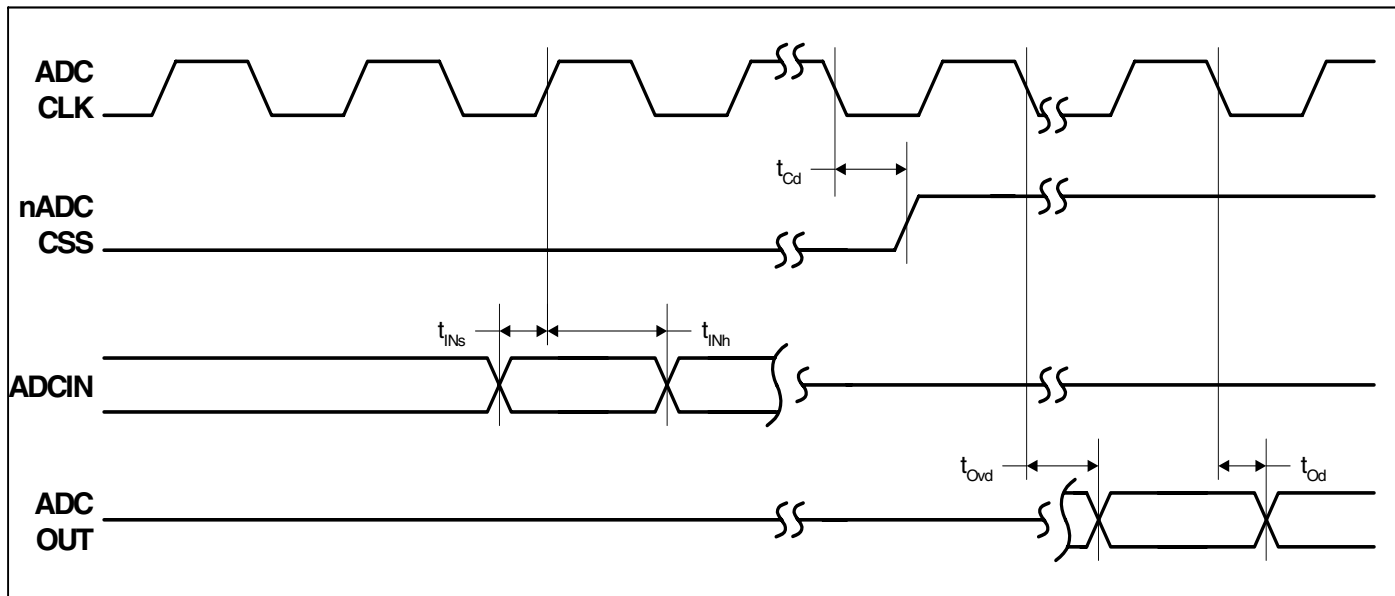 ADC
CLK
t_Cd
nADC
CSS
t_INs
t_INh
ADCIN
t_Ovd
t_Od
ADC
OUT